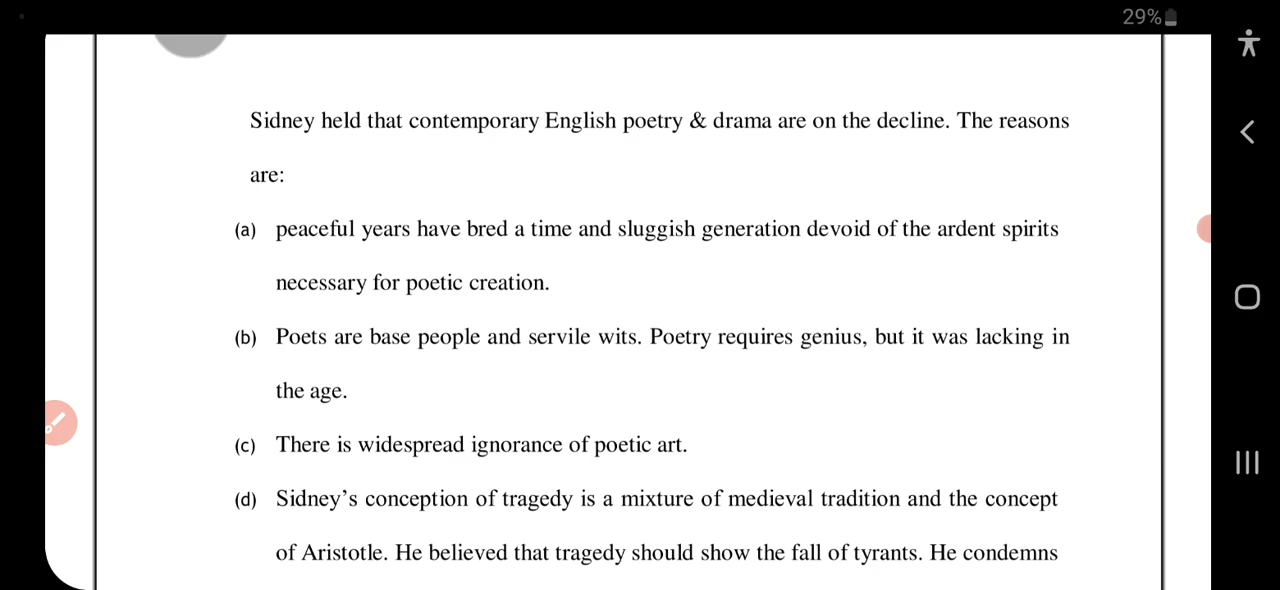 29%
Sidney held that contemporary English poetry & drama are on the decline. The reasons
are:
(a) peaceful years have bred a time and sluggish generation devoid of the ardent spirits
necessary for poetic creation.
(b) Poets are base people and servile wits. Poetry requires genius, but it was lacking in
the age.
(c) There is widespread ignorance of poetic art.
(d) Sidney's conception of tragedy is a mixture of medieval tradition and the concept
of Aristotle. He believed that tragedy should show the fall of tyrants. He condemns